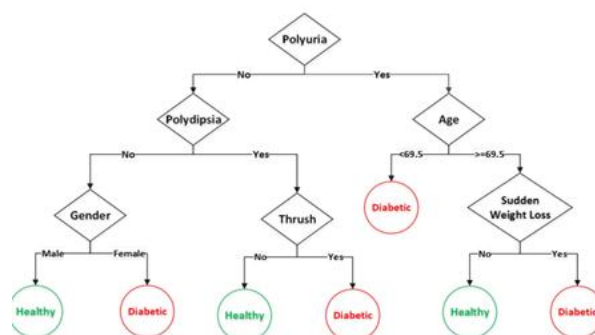 Polyuria
No
Yes
Polydipsia
Age
No
Yes
<69.5
>=69.5
Gender
Thrush
Diabetic
Sudden
Weight Loss
Male
Female
No
Yes
No
Yes
Healthy
Diabetic
Healthy
Diabetic
Healthy
Diabetic